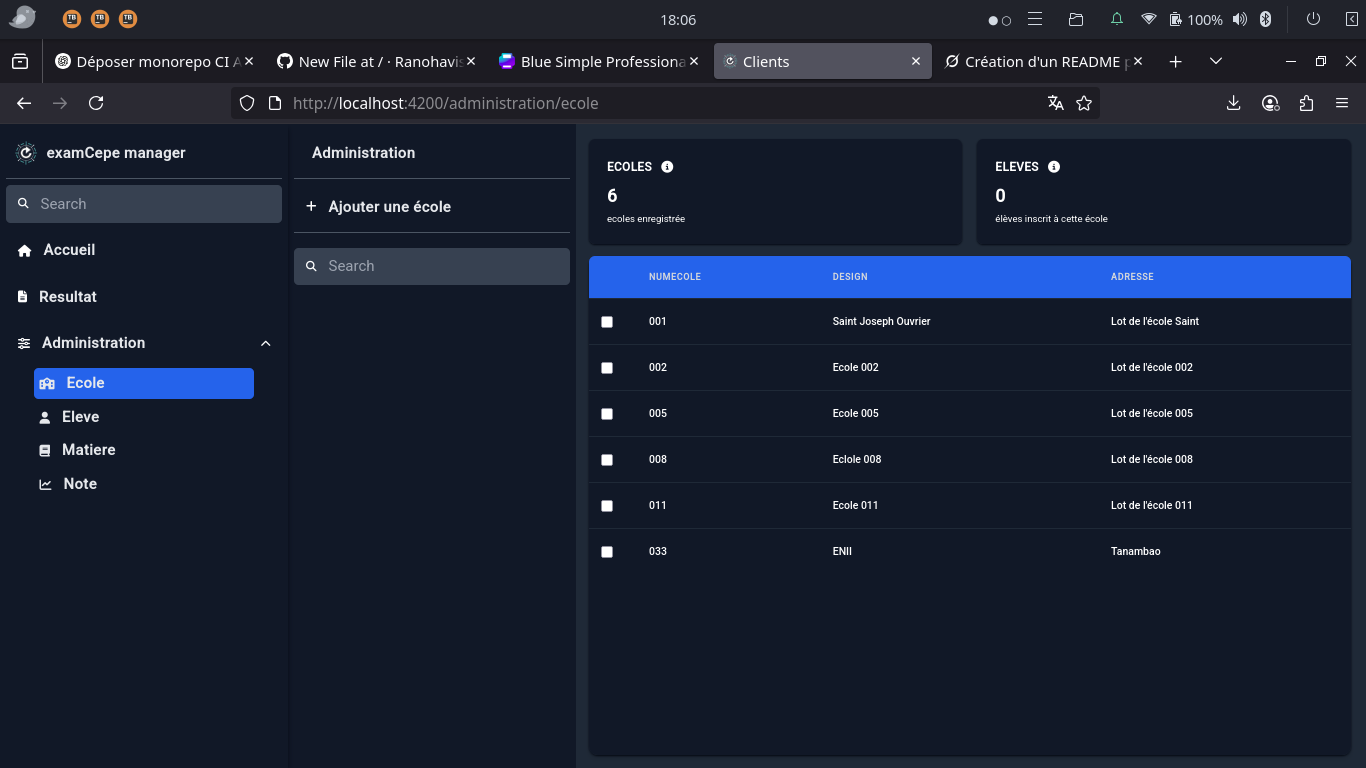 TB TB TB 18:06 100%
Déposer monorepo CI A New File at / · Ranohavis Blue Simple Professiona Clients Création d'un README p
http://localhost:4200/administration/ecole
examCepe manager
Search
Accueil
Resultat
Administration
Ecole
Eleve
Matiere
Note
Administration
+ Ajouter une école
Search
ECOLES
6
ecoles enregistrée
ELEVES
0
élèves inscrit à cette école
NUMECOLE DESIGN ADRESSE
001 Saint Joseph Ouvrier Lot de l'école Saint
002 Ecole 002 Lot de l'école 002
005 Ecole 005 Lot de l'école 005
008 Eclole 008 Lot de l'école 008
011 Ecole 011 Lot de l'école 011
033 ENII Tanambao